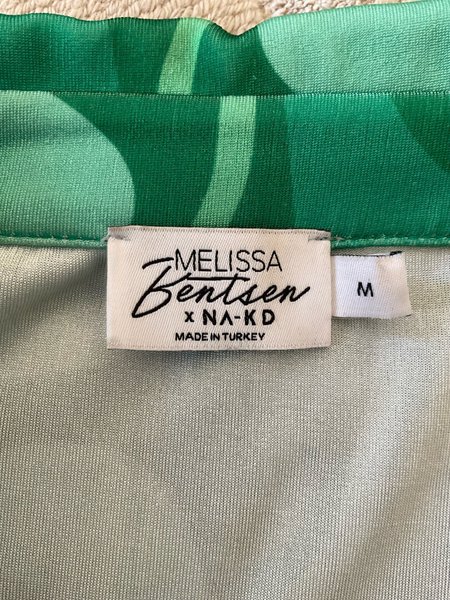 MELISSA
Bentsen
x NA-KD
MADE IN TURKEY
M